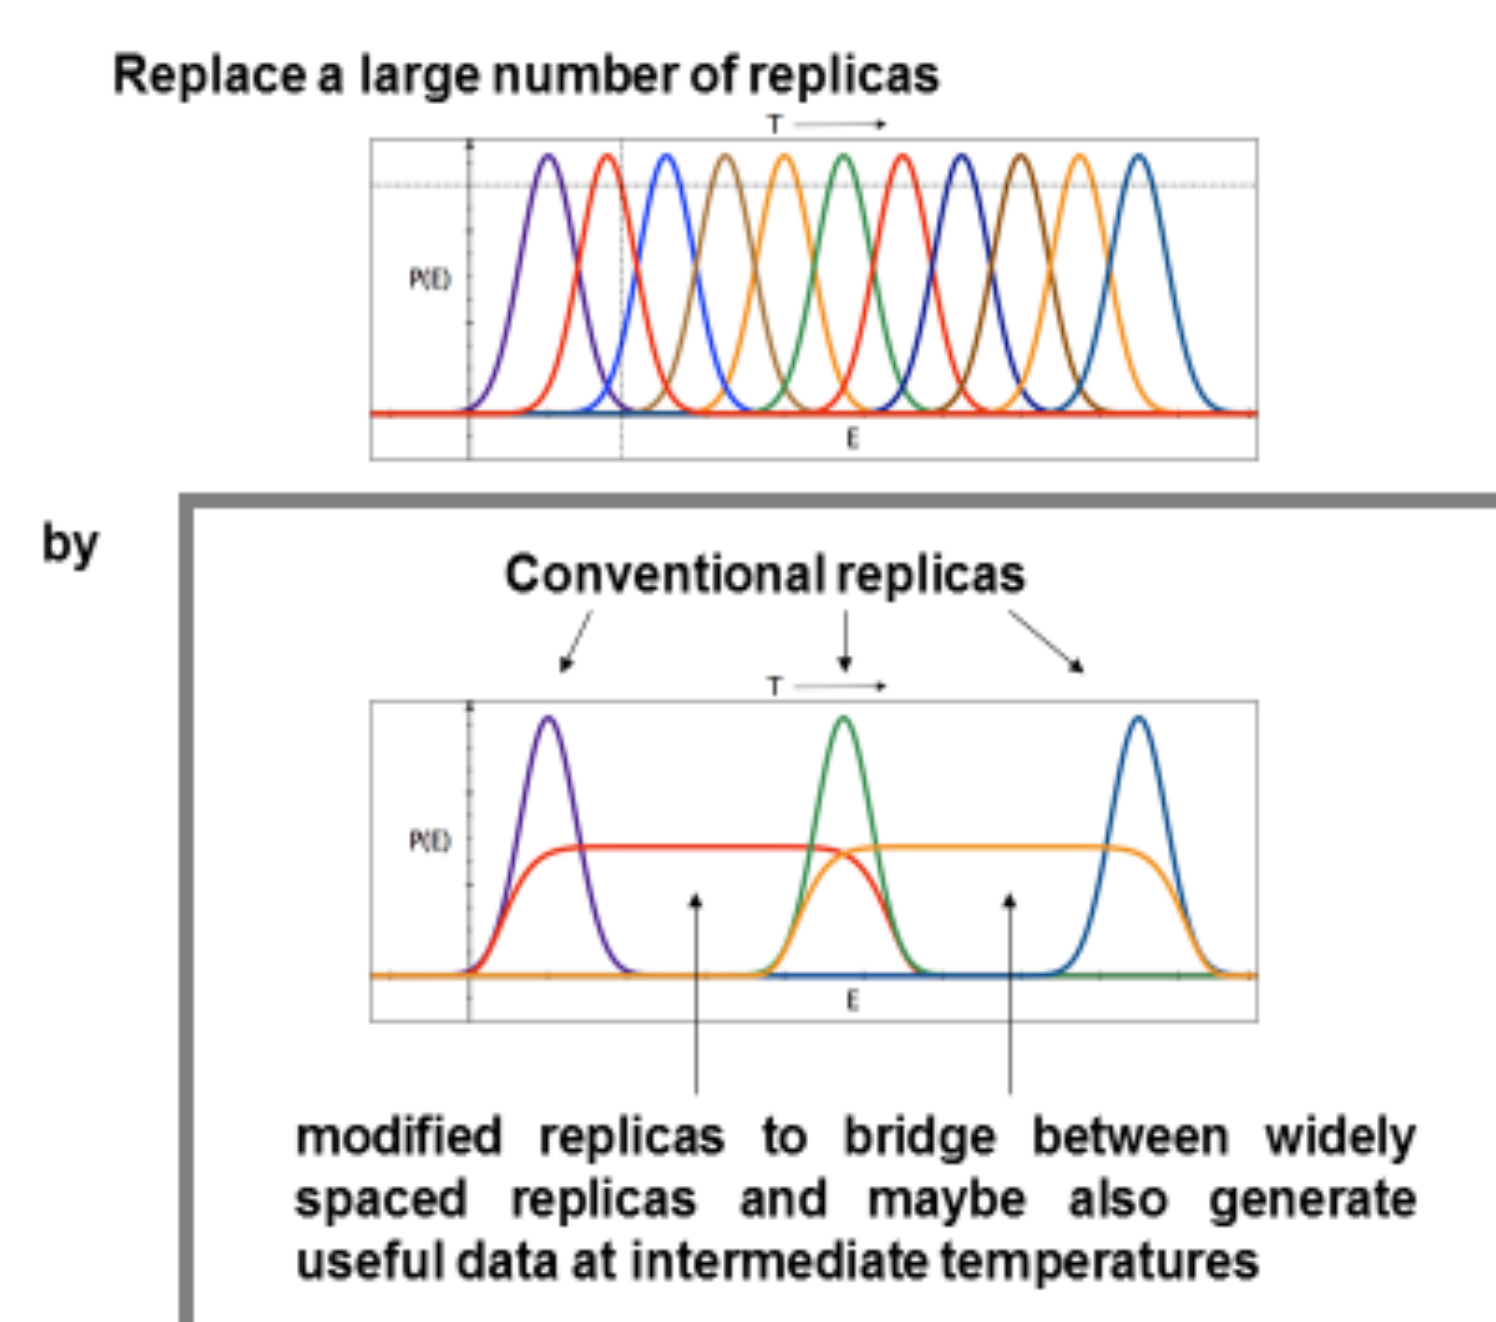 Replace a large number of replicas
T
P(E)
E
by
Conventional replicas
T
P(E)
E
modified replicas to bridge between widely
spaced replicas and maybe also generate
useful data at intermediate temperatures